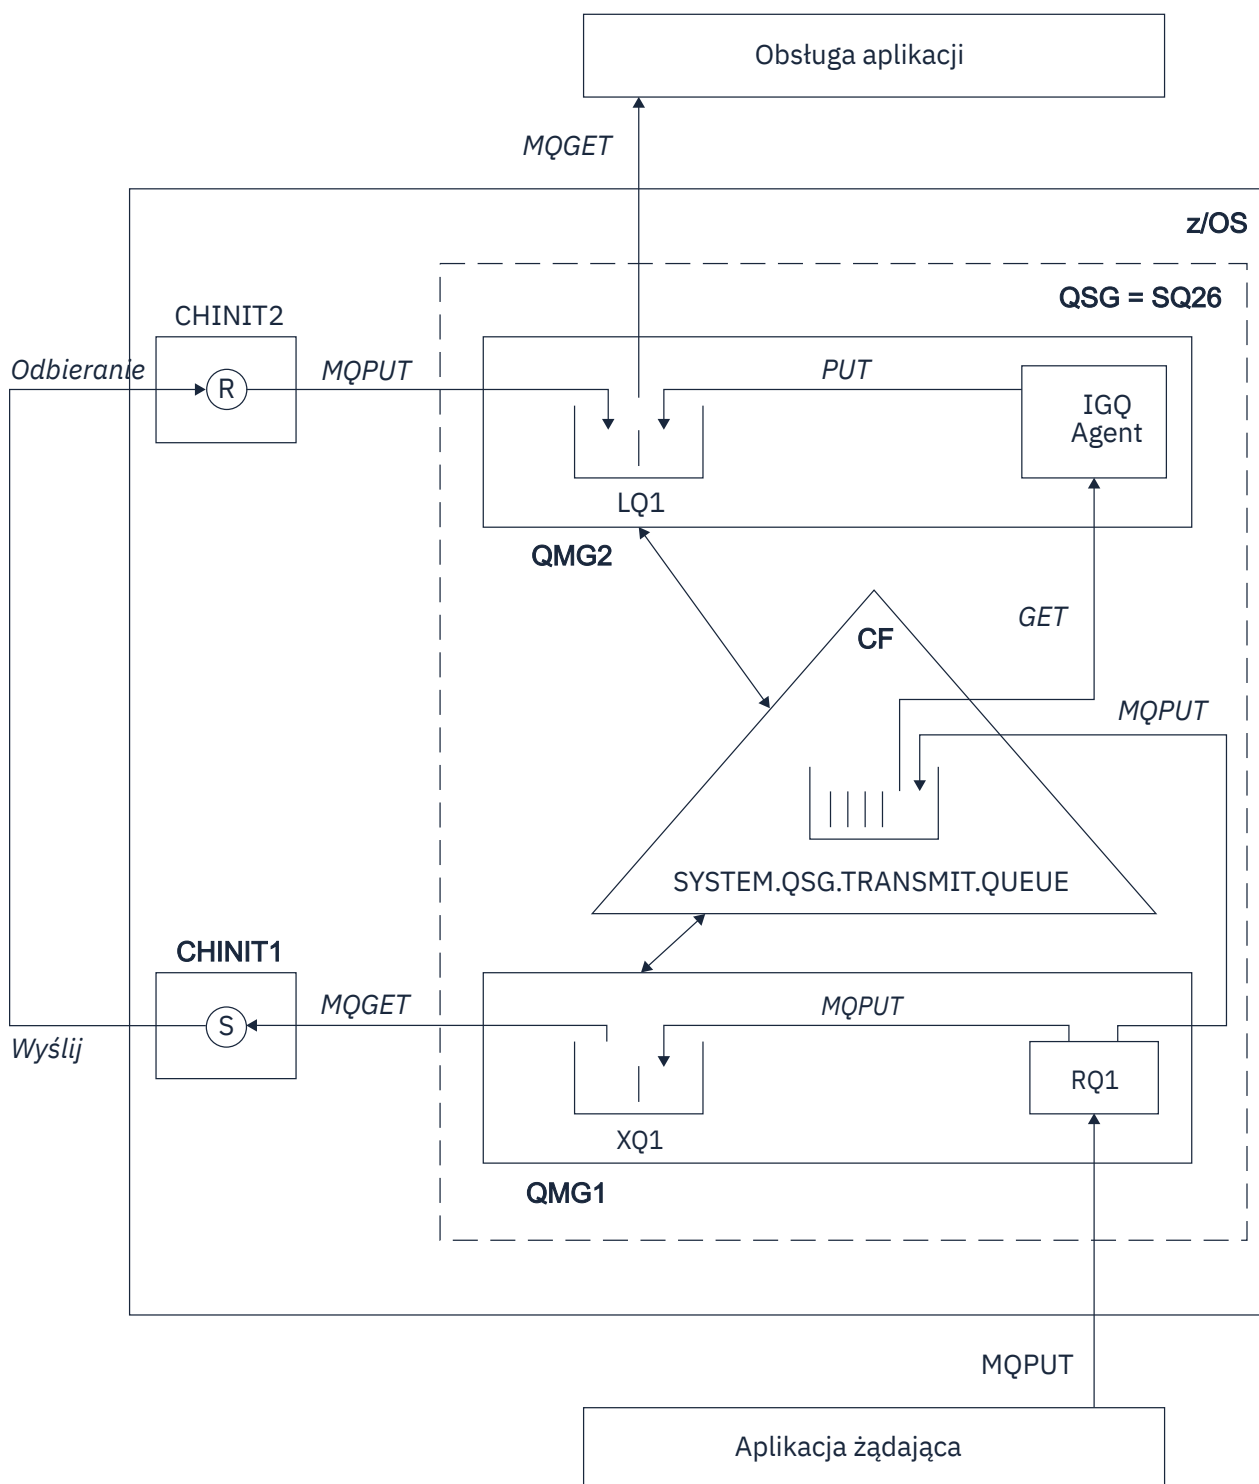 Obsługa aplikacji
MQGET
z/OS
QSG = SQ26
CHINIT2
Odbieranie
R
MQPUT
PUT
IGQ
Agent
LQ1
QMG2
GET
CF
MQPUT
SYSTEM.QSG.TRANSMIT.QUEUE
CHINIT1
MQGET
MQPUT
S
Wyślij
RQ1
XQ1
QMG1
MQPUT
Aplikacja żądająca